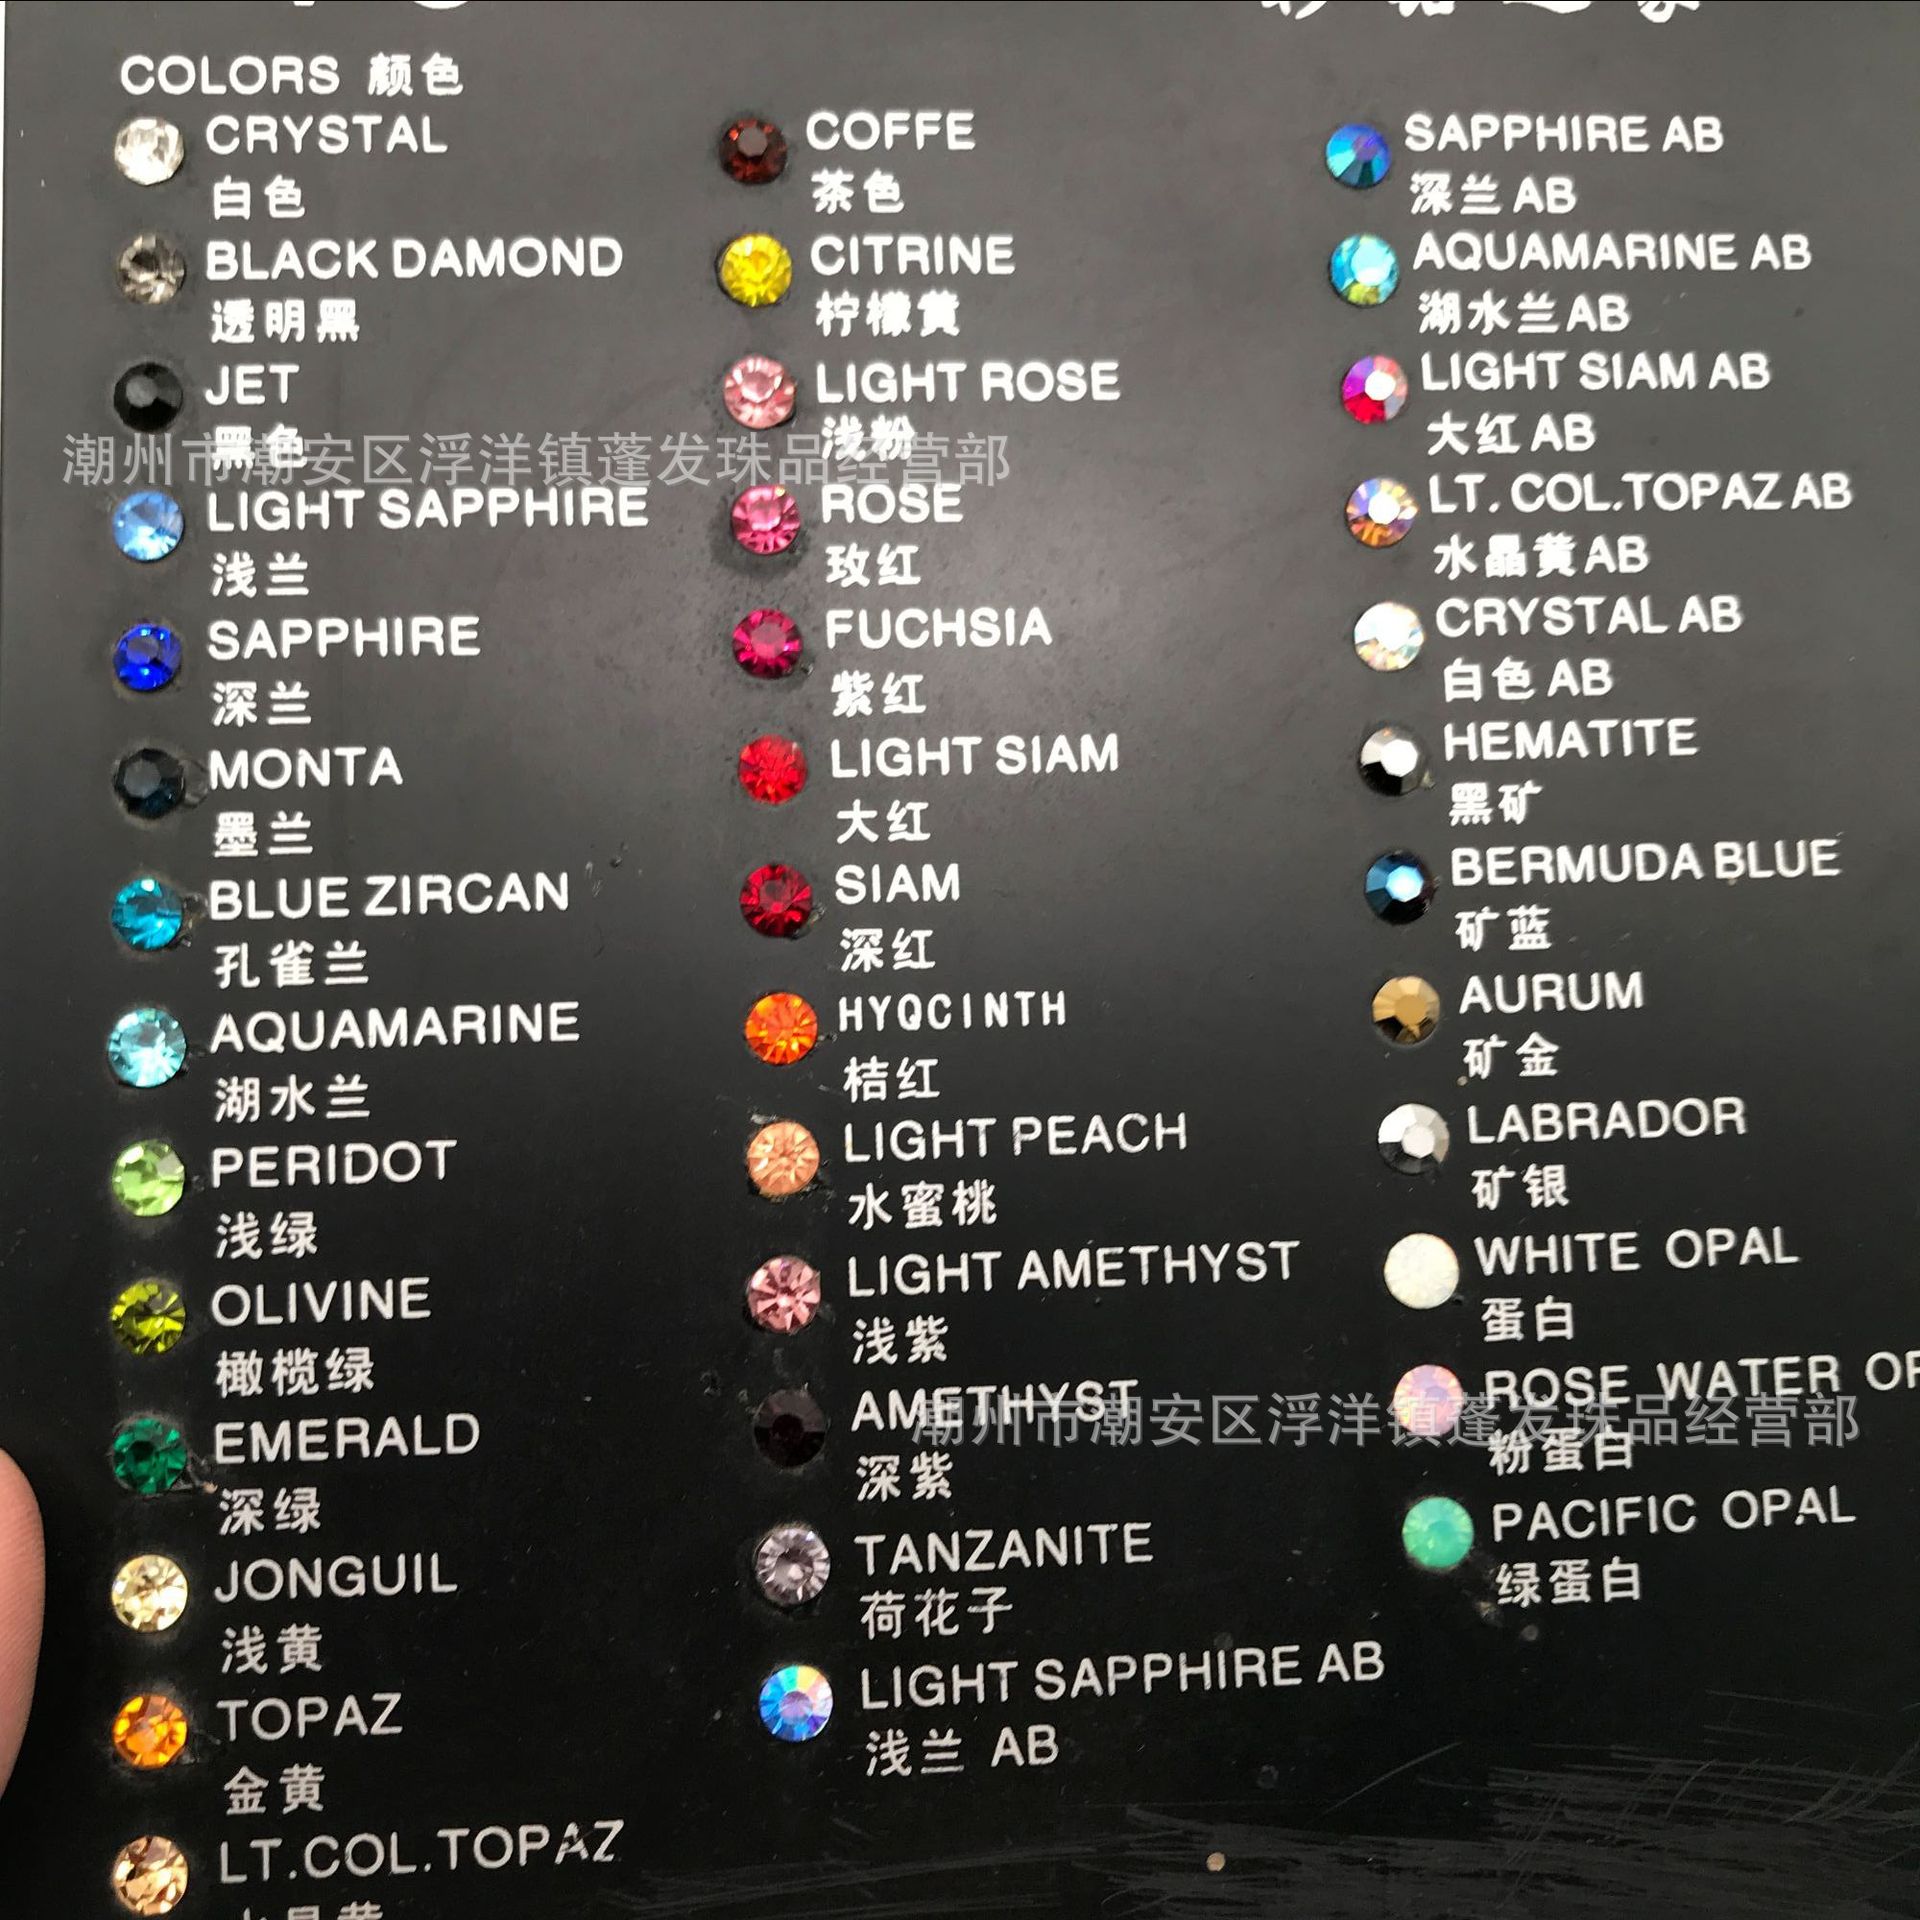 COLORS 颜色
CRYSTAL
白色
BLACK DAMOND
透明黑
JET
黑色
LIGHT SAPPHIRE
浅兰
SAPPHIRE
深兰
MONTA
墨兰
BLUE ZIRCAN
孔雀兰
AQUAMARINE
湖水兰
PERIDOT
浅绿
OLIVINE
橄榄绿
EMERALD
深绿
JONGUIL
浅黄
TOPAZ
金黄
LT.COL.TOPAZ
COFFE
茶色
CITRINE
柠檬黄
LIGHT ROSE
浅粉
ROSE
玫红
FUCHSIA
紫红
LIGHT SIAM
大红
SIAM
深红
HYQCINTH
桔红
LIGHT PEACH
水蜜桃
LIGHT AMETHYST
浅紫
AMETHYST
深紫
TANZANITE
荷花子
LIGHT SAPPHIRE AB
浅兰 AB
SAPPHIRE AB
深兰 AB
AQUAMARINE AB
湖水兰AB
LIGHT SIAM AB
大红 AB
LT. COL.TOPAZ AB
水晶黄AB
CRYSTAL AB
白色 AB
HEMATITE
黑矿
BERMUDA BLUE
矿蓝
AURUM
矿金
LABRADOR
矿银
WHITE OPAL
蛋白
ROSE WATER
粉蛋白
PACIFIC OPAL
绿蛋白
潮州市潮安区浮洋镇蓬发珠品经营部
潮州市潮安区浮洋镇蓬发珠品经营部